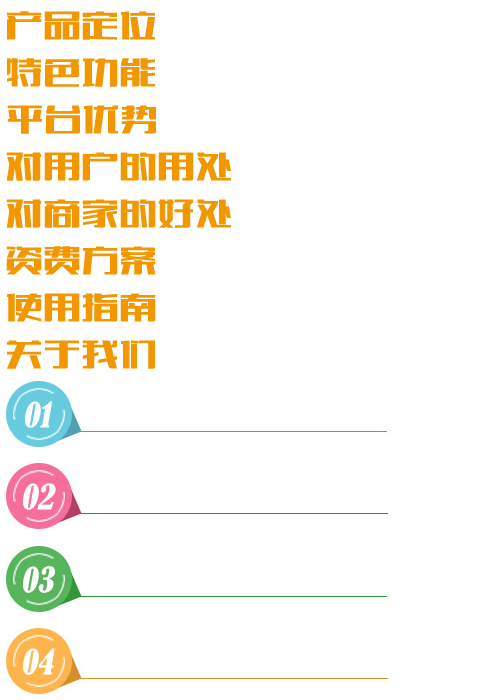 产品定位
特色功能
平台优势
对用户的用处
对商家的好处
资费方案
使用指南
关于我们
01
02
03
04